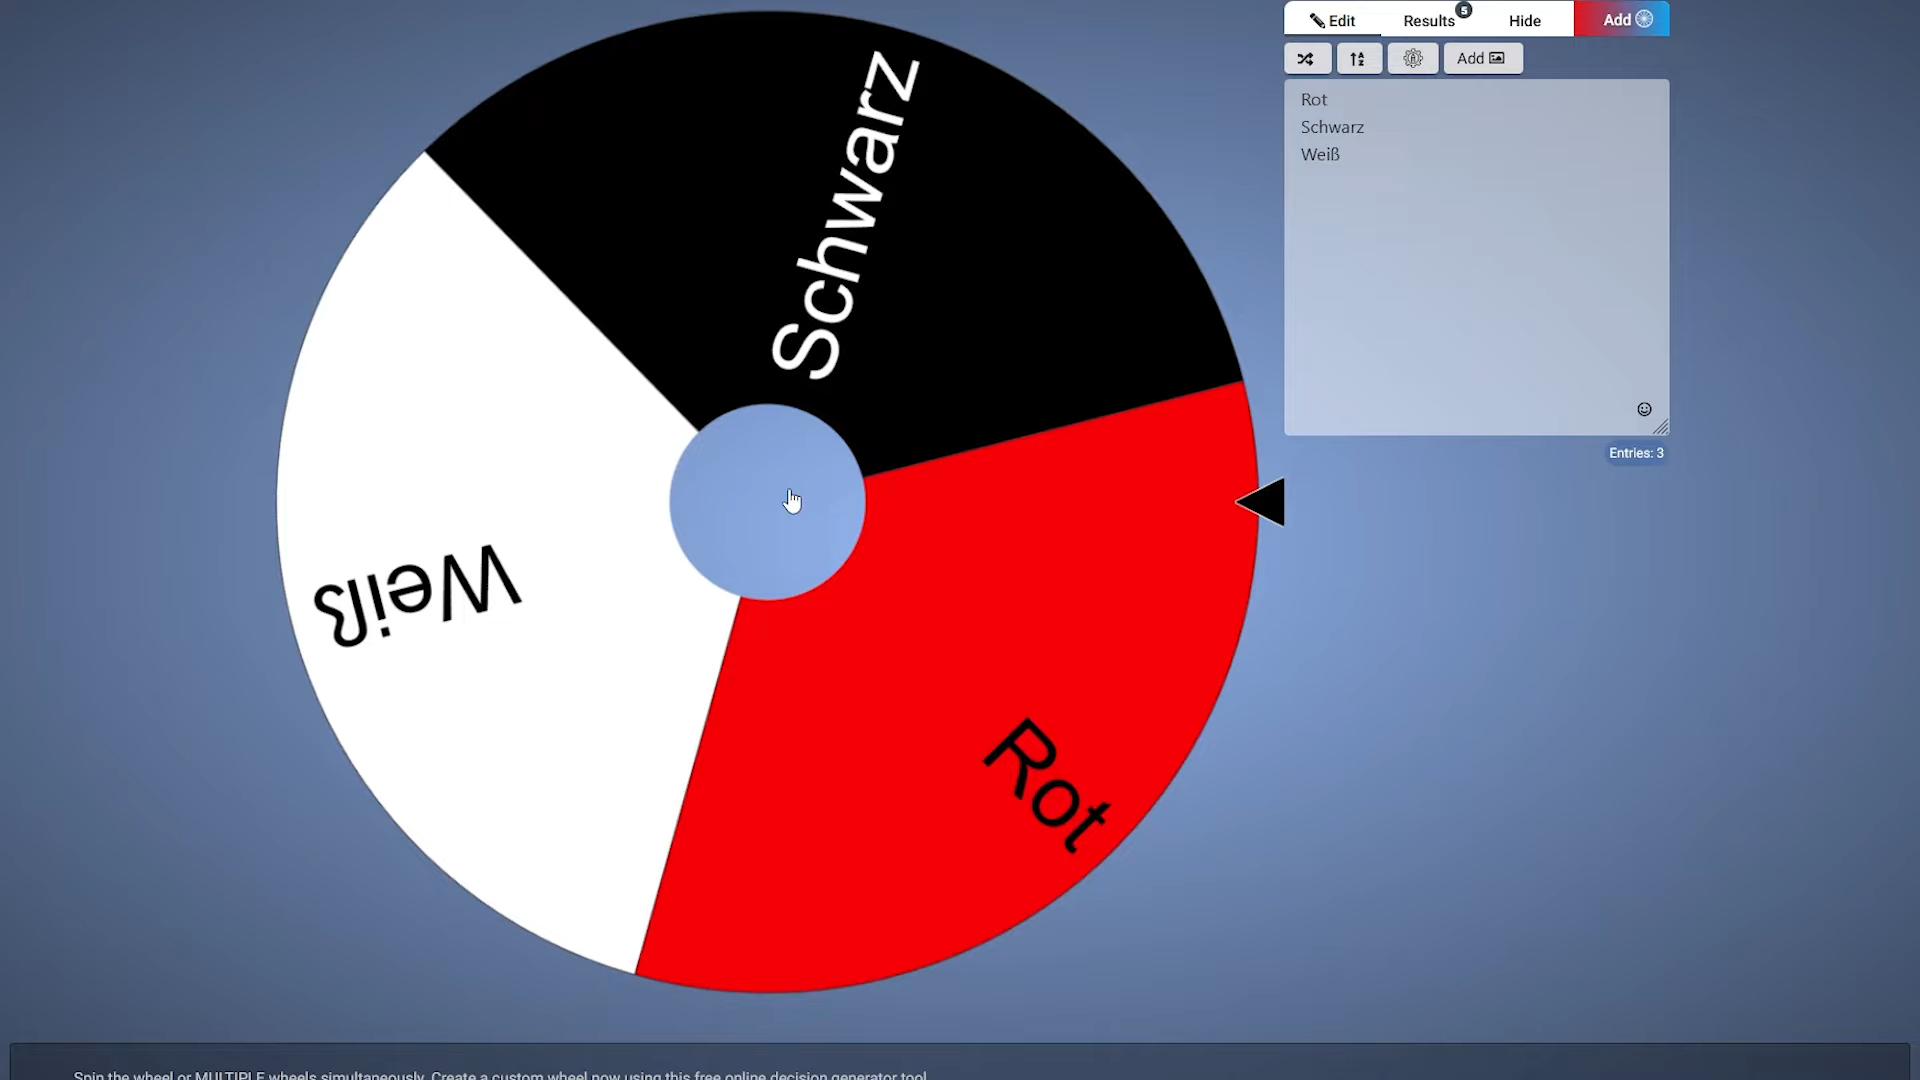 Edit
Results 5
Hide
Add
Add
Rot
Schwarz
Weiß
Entries: 3
Schwarz
Weiß
Rot
Spin the wheel or MULTIPLE wheels simultaneously. Create a custom wheel now using this free online decision generator tool